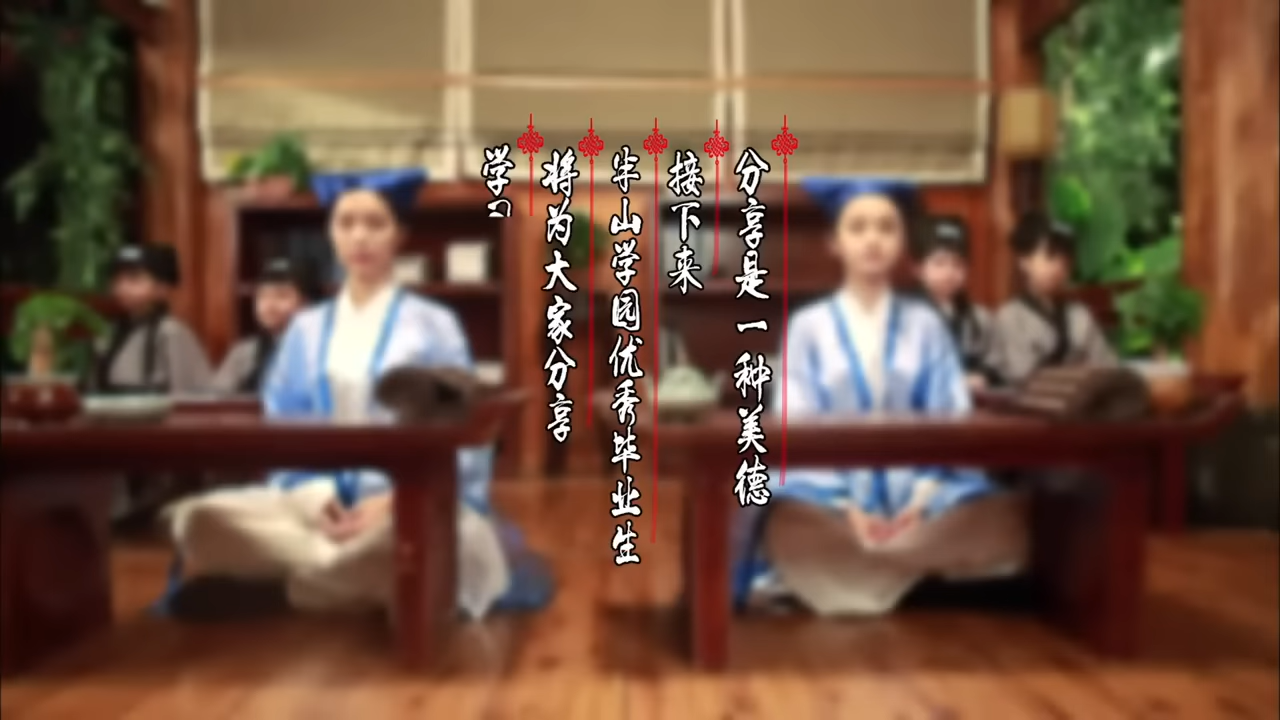 分享是一种美德
接下来
半山学园优秀毕业生
将为大家分享
学